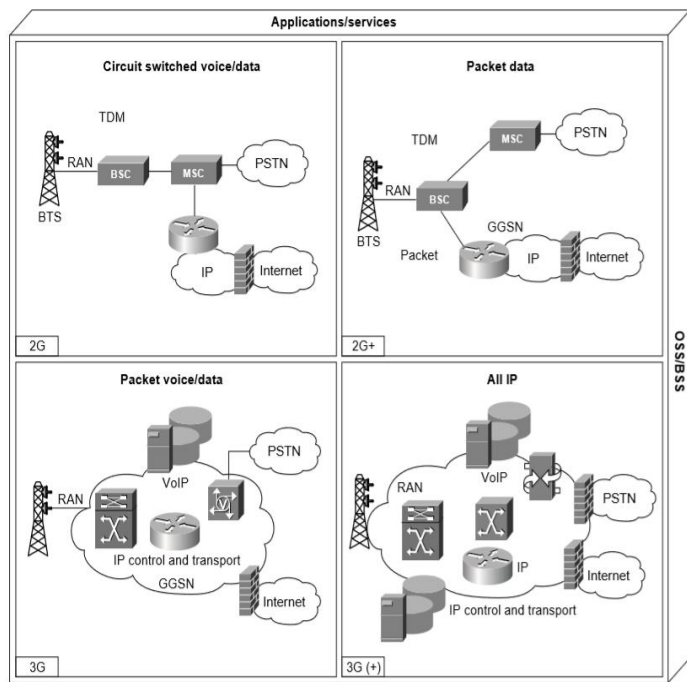 Applications/services
Circuit switched voice/data
TDM
RAN
BSC
MSC
PSTN
BTS
IP
Internet
2G
Packet data
TDM
MSC
PSTN
RAN
BSC
BTS
GGSN
Packet
IP
Internet
2G+
OSS/BSS
Packet voice/data
PSTN
RAN
VoIP
V
IP control and transport
GGSN
Internet
3G
All IP
VoIP
RAN
PSTN
IP
Internet
IP control and transport
3G (+)